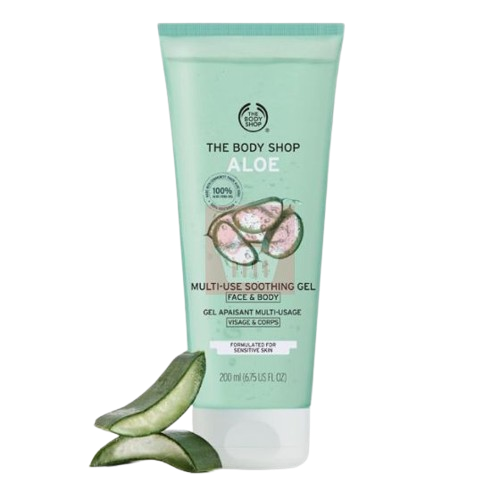 THE
BODY
SHOP
®
THE BODY SHOP
ALOE
100%
MULTI-USE SOOTHING GEL
FACE & BODY
GEL APAISANT MULTI-USAGE
VISAGE & CORPS
FORMULATED FOR
SENSITIVE SKIN
200 ml (6.75 US FL OZ)